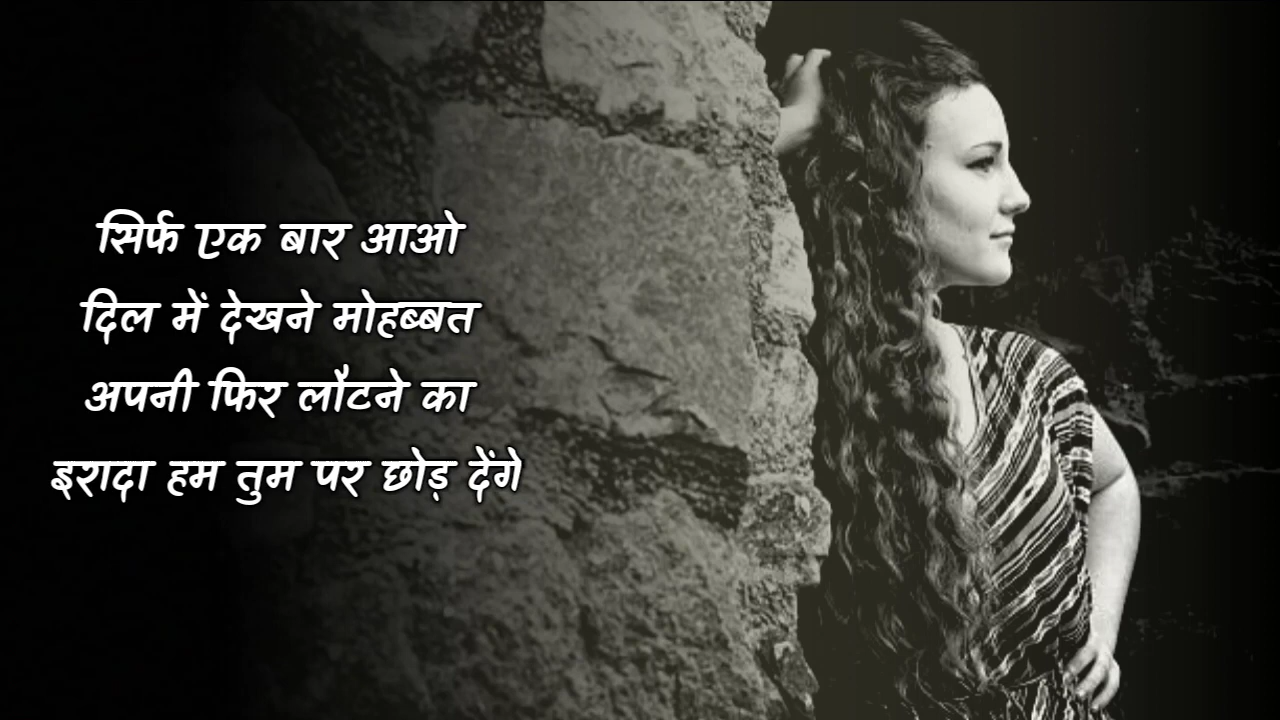 सिर्फ एक बार आओ
दिल में देखने मोहब्बत
अपनी फिर लौटने का
इरादा हम तुम पर छोड़ देंगे